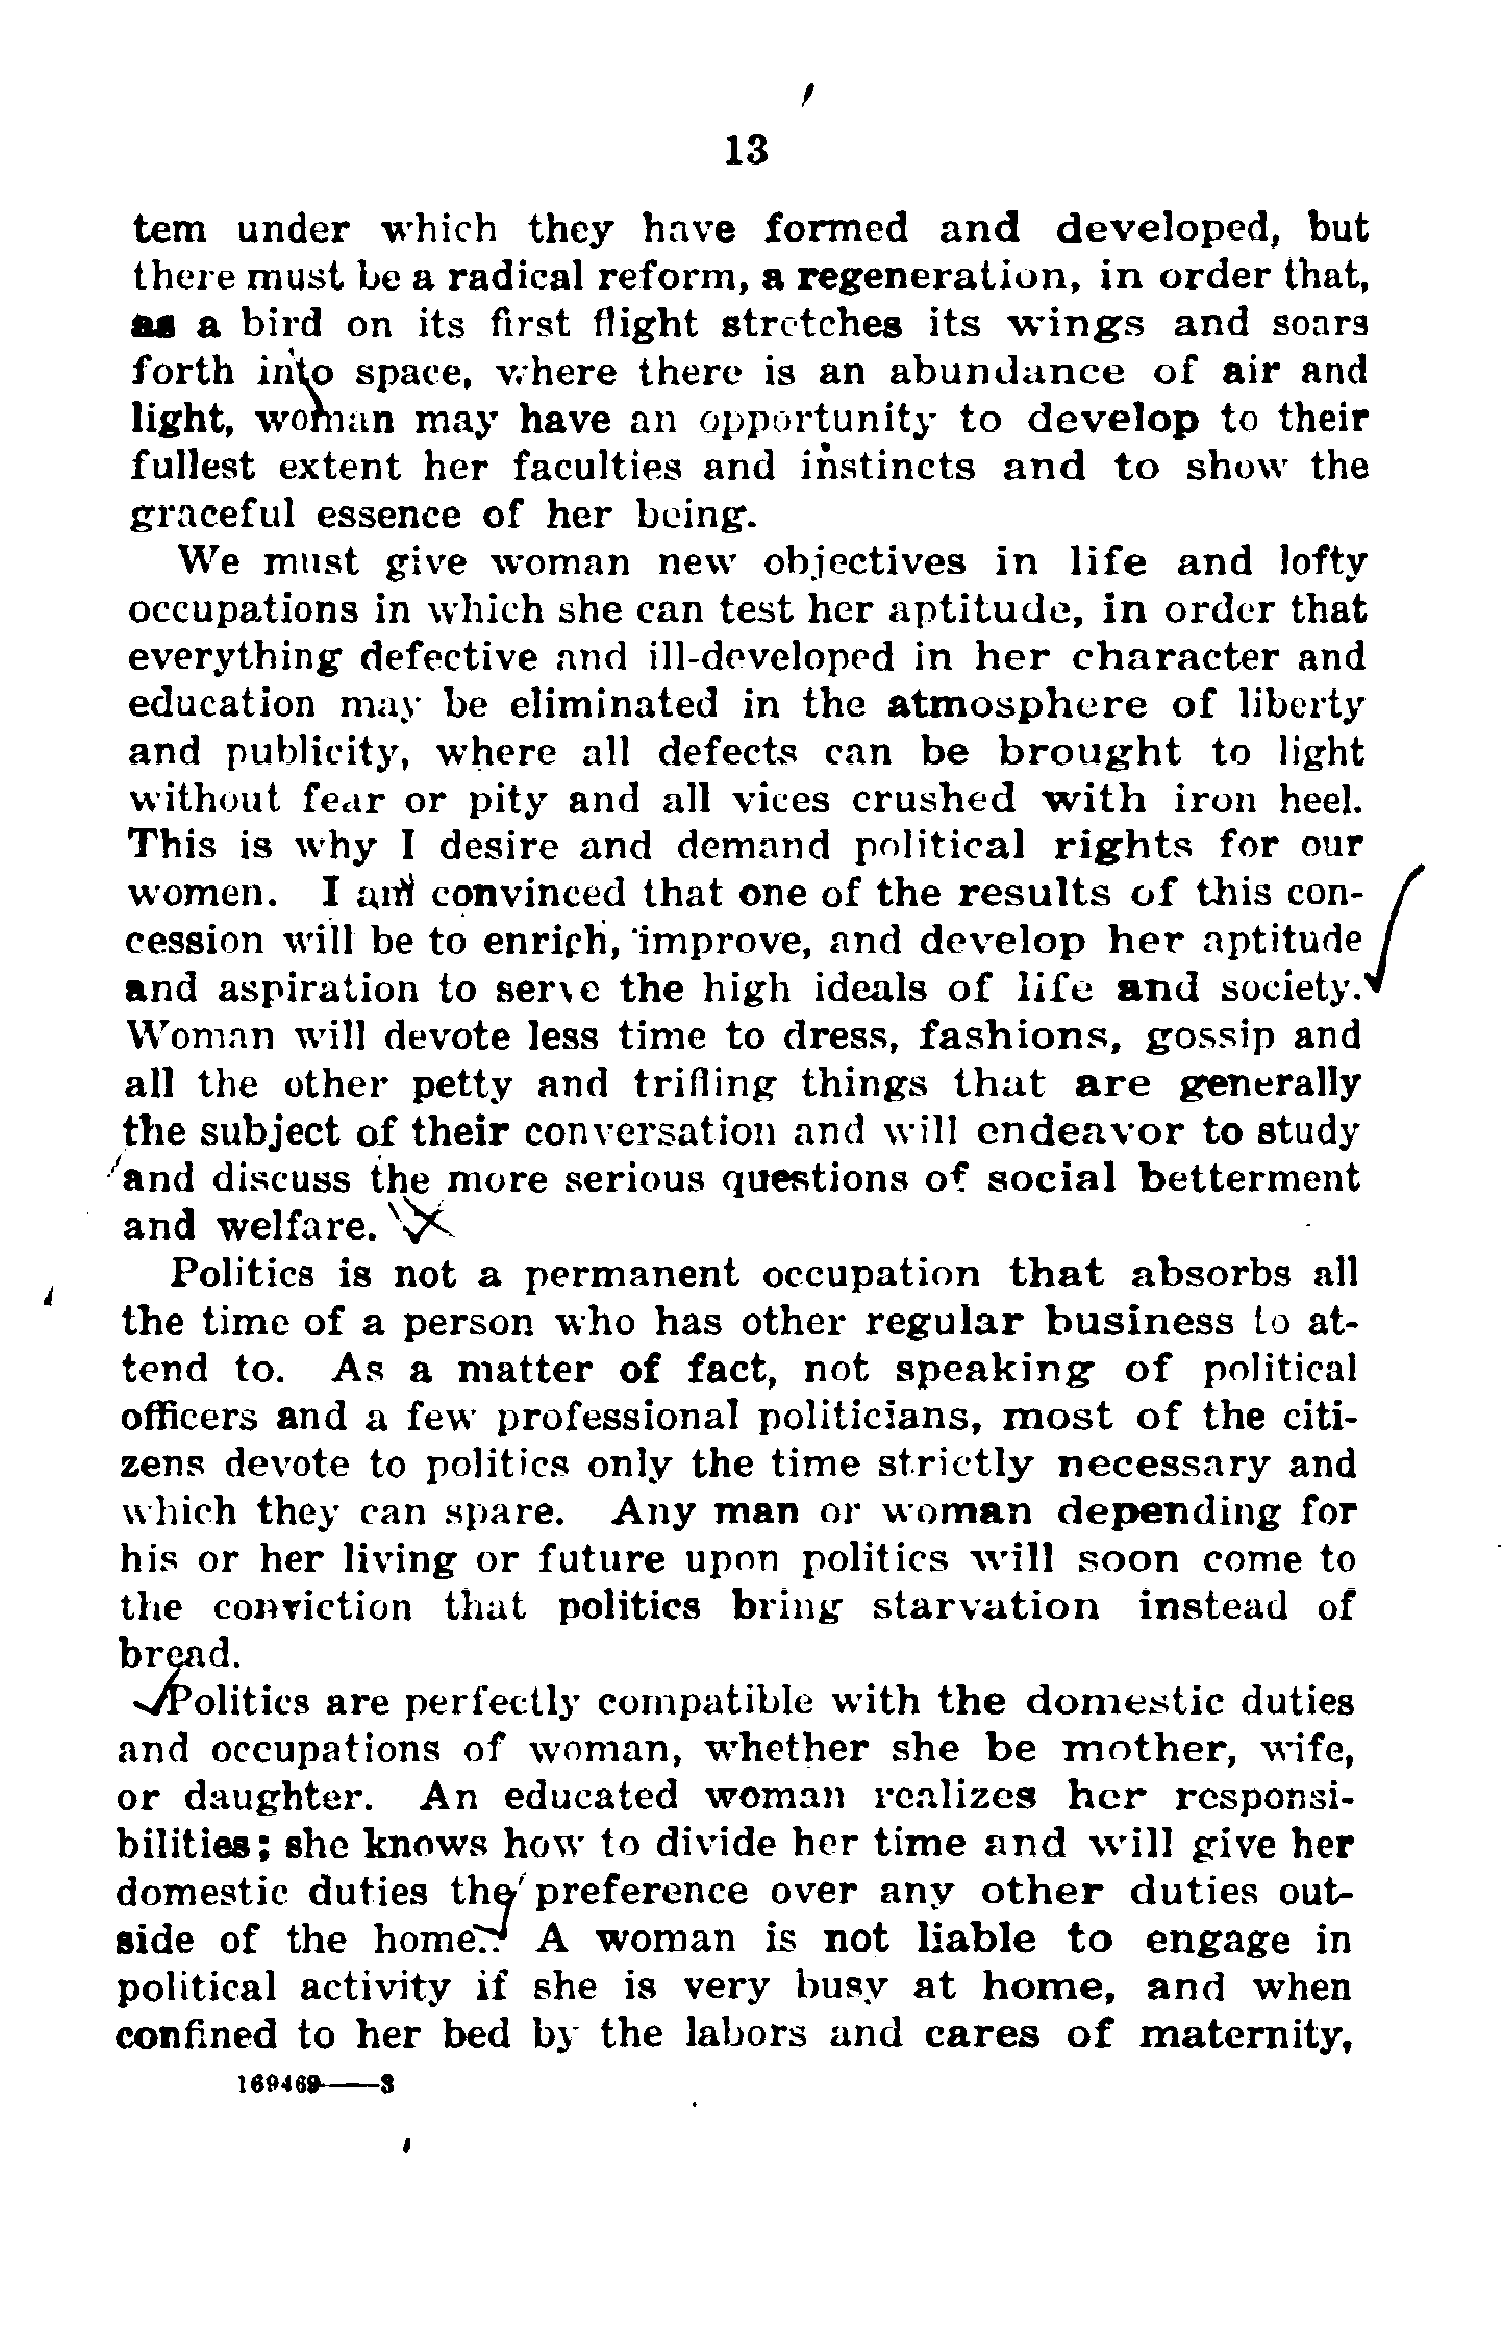 13
tem under which they have formed and developed, but
there must be a radical reform, a regeneration, in order that,
as a bird on its first flight stretches its wings and soars
forth into space, where there is an abundance of air and
light, woman may have an opportunity to develop to their
fullest extent her faculties and instincts and to show the
graceful essence of her being.
We must give woman new objectives in life and lofty
occupations in which she can test her aptitude, in order that
everything defective and ill-developed in her character and
education may be eliminated in the atmosphere of liberty
and publicity, where all defects can be brought to light
without fear or pity and all vices crushed with iron heel.
This is why I desire and demand political rights for our
women. I am convinced that one of the results of this con-
cession will be to enrich, improve, and develop her aptitude
and aspiration to serve the high ideals of life and society.
Woman will devote less time to dress, fashions, gossip and
all the other petty and trifling things that are generally
the subject of their conversation and will endeavor to study
and discuss the more serious questions of social betterment
and welfare.
Politics is not a permanent occupation that absorbs all
the time of a person who has other regular business to at-
tend to. As a matter of fact, not speaking of political
officers and a few professional politicians, most of the citi-
zens devote to politics only the time strictly necessary and
which they can spare. Any man or woman depending for
his or her living or future upon politics will soon come to
the conviction that politics bring starvation instead of
bread.
Politics are perfectly compatible with the domestic duties
and occupations of woman, whether she be mother, wife,
or daughter. An educated woman realizes her responsi-
bilities; she knows how to divide her time and will give her
domestic duties the preference over any other duties out-
side of the home. A woman is not liable to engage in
political activity if she is very busy at home, and when
confined to her bed by the labors and cares of maternity,
169469——3